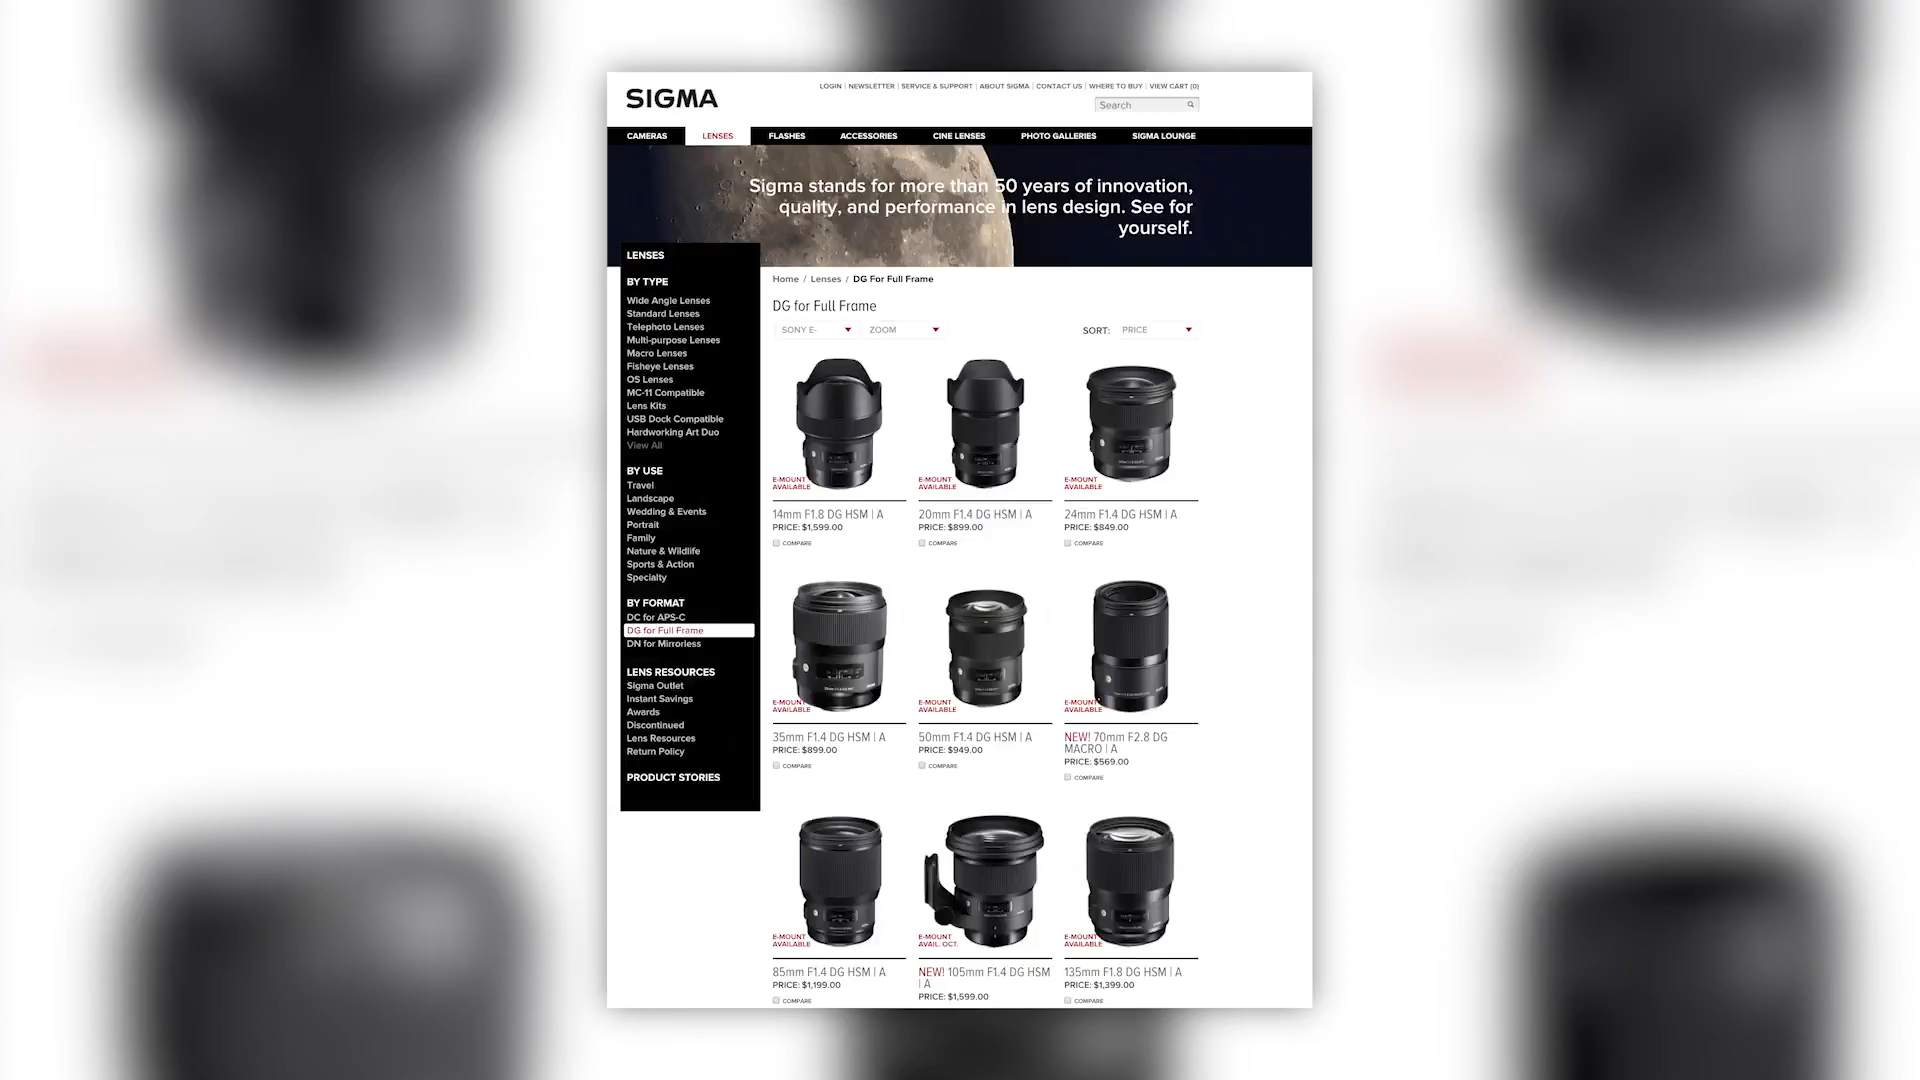 SIGMA
LOGIN | NEWSLETTER | SERVICE & SUPPORT | ABOUT SIGMA | CONTACT US | WHERE TO BUY | VIEW CART (0)
Search
CAMERAS LENSES FLASHES ACCESSORIES CINE LENSES PHOTO GALLERIES SIGMA LOUNGE
Sigma stands for more than 50 years of innovation,
quality, and performance in lens design. See for
yourself.
LENSES
BY TYPE
Wide Angle Lenses
Standard Lenses
Telephoto Lenses
Multi-purpose Lenses
Macro Lenses
Fisheye Lenses
OS Lenses
MC-11 Compatible
Lens Kits
USB Dock Compatible
Hardworking Art Duo
View All
BY USE
Travel
Landscape
Wedding & Events
Portrait
Family
Nature & Wildlife
Sports & Action
Specialty
BY FORMAT
DC for APS-C
DG for Full Frame
DN for Mirrorless
LENS RESOURCES
Sigma Outlet
Instant Savings
Awards
Discontinued
Lens Resources
Return Policy
PRODUCT STORIES
Home / Lenses / DG For Full Frame
DG for Full Frame
SONY E- ZOOM SORT: PRICE
E-MOUNT
AVAILABLE
14mm F1.8 DG HSM | A
PRICE: $1,599.00
COMPARE
E-MOUNT
AVAILABLE
20mm F1.4 DG HSM | A
PRICE: $899.00
COMPARE
E-MOUNT
AVAILABLE
24mm F1.4 DG HSM | A
PRICE: $849.00
COMPARE
E-MOUNT
AVAILABLE
35mm F1.4 DG HSM | A
PRICE: $899.00
COMPARE
E-MOUNT
AVAILABLE
50mm F1.4 DG HSM | A
PRICE: $949.00
COMPARE
E-MOUNT
AVAILABLE
NEW! 70mm F2.8 DG
MACRO | A
PRICE: $569.00
COMPARE
E-MOUNT
AVAILABLE
85mm F1.4 DG HSM | A
PRICE: $1,199.00
COMPARE
E-MOUNT
AVAIL. OCT.
NEW! 105mm F1.4 DG HSM
| A
PRICE: $1,599.00
E-MOUNT
AVAILABLE
135mm F1.8 DG HSM | A
PRICE: $1,399.00
COMPARE